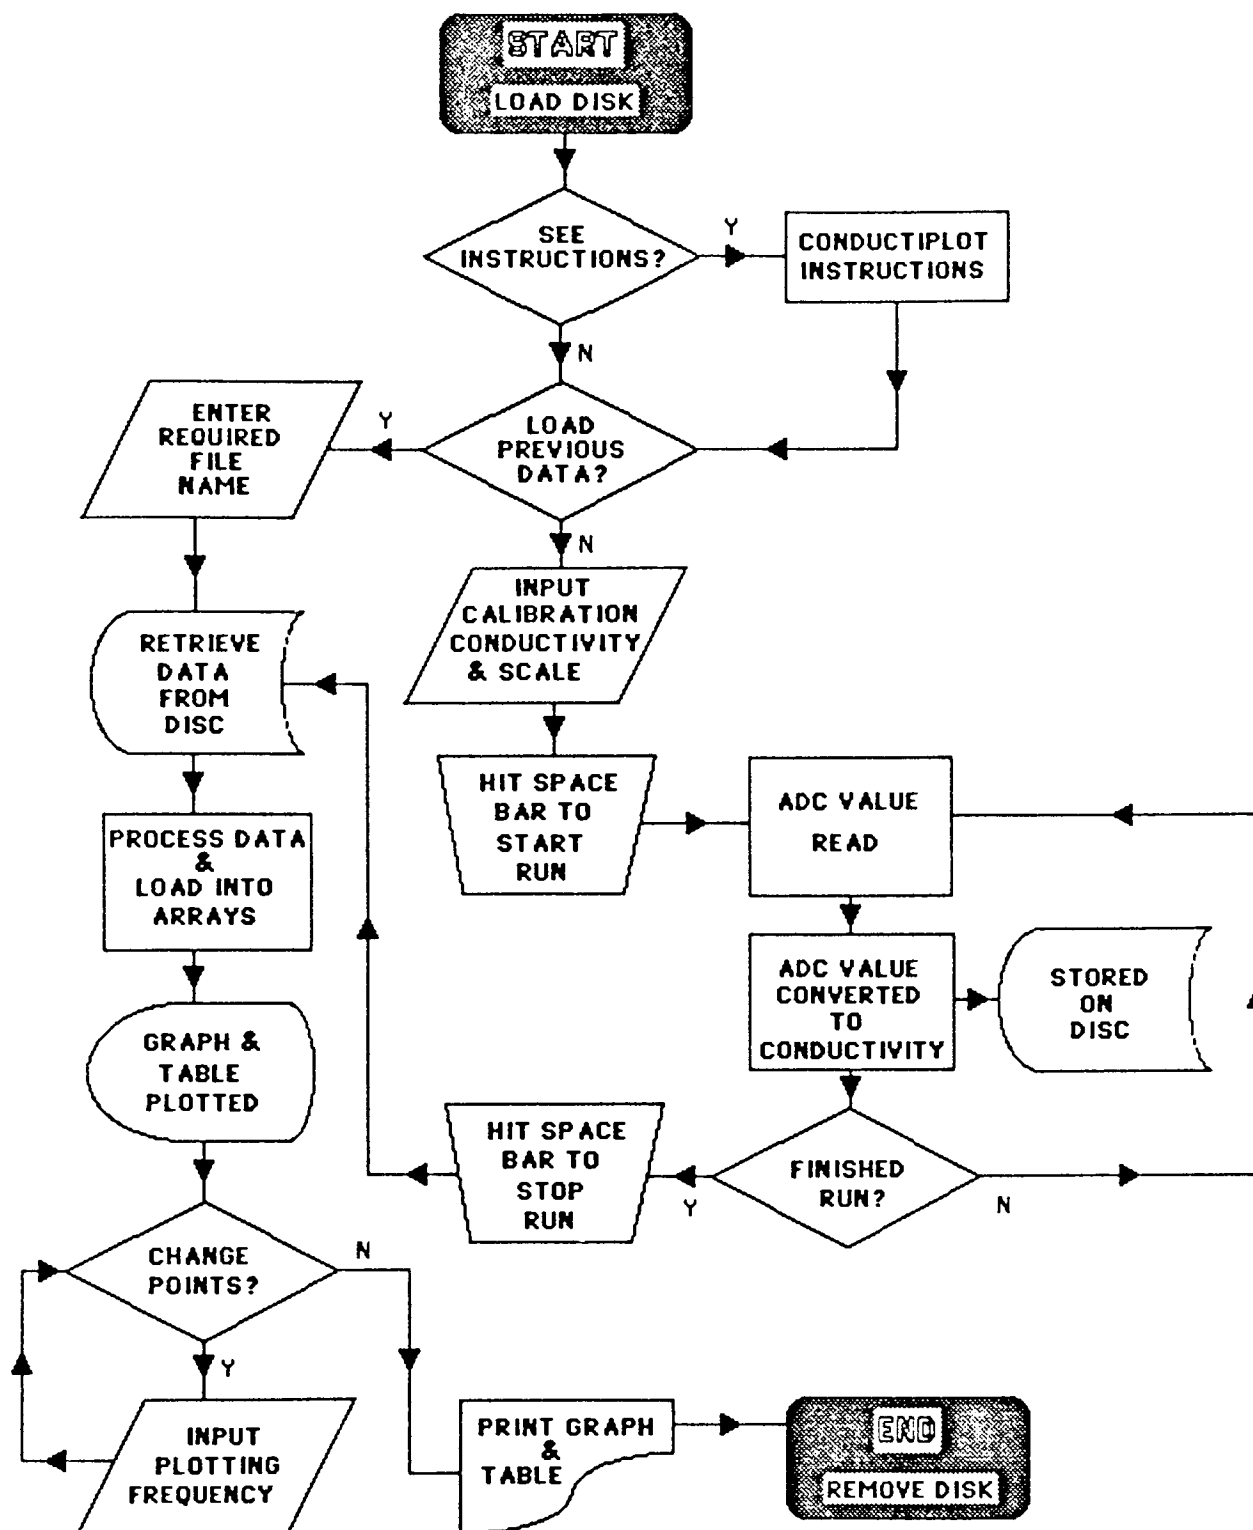 START
LOAD DISK
SEE
INSTRUCTIONS?
Y
CONDUCTIPLOT
INSTRUCTIONS
N
ENTER
REQUIRED
FILE
NAME
Y
LOAD
PREVIOUS
DATA?
N
INPUT
CALIBRATION
CONDUCTIVITY
& SCALE
RETRIEVE
DATA
FROM
DISC
HIT SPACE
BAR TO
START
RUN
ADC VALUE
READ
PROCESS DATA
&
LOAD INTO
ARRAYS
ADC VALUE
CONVERTED
TO
CONDUCTIVITY
STORED
ON
DISC
GRAPH &
TABLE
PLOTTED
HIT SPACE
BAR TO
STOP
RUN
Y
FINISHED
RUN?
N
CHANGE
POINTS?
N
Y
INPUT
PLOTTING
FREQUENCY
PRINT GRAPH
&
TABLE
END
REMOVE DISK